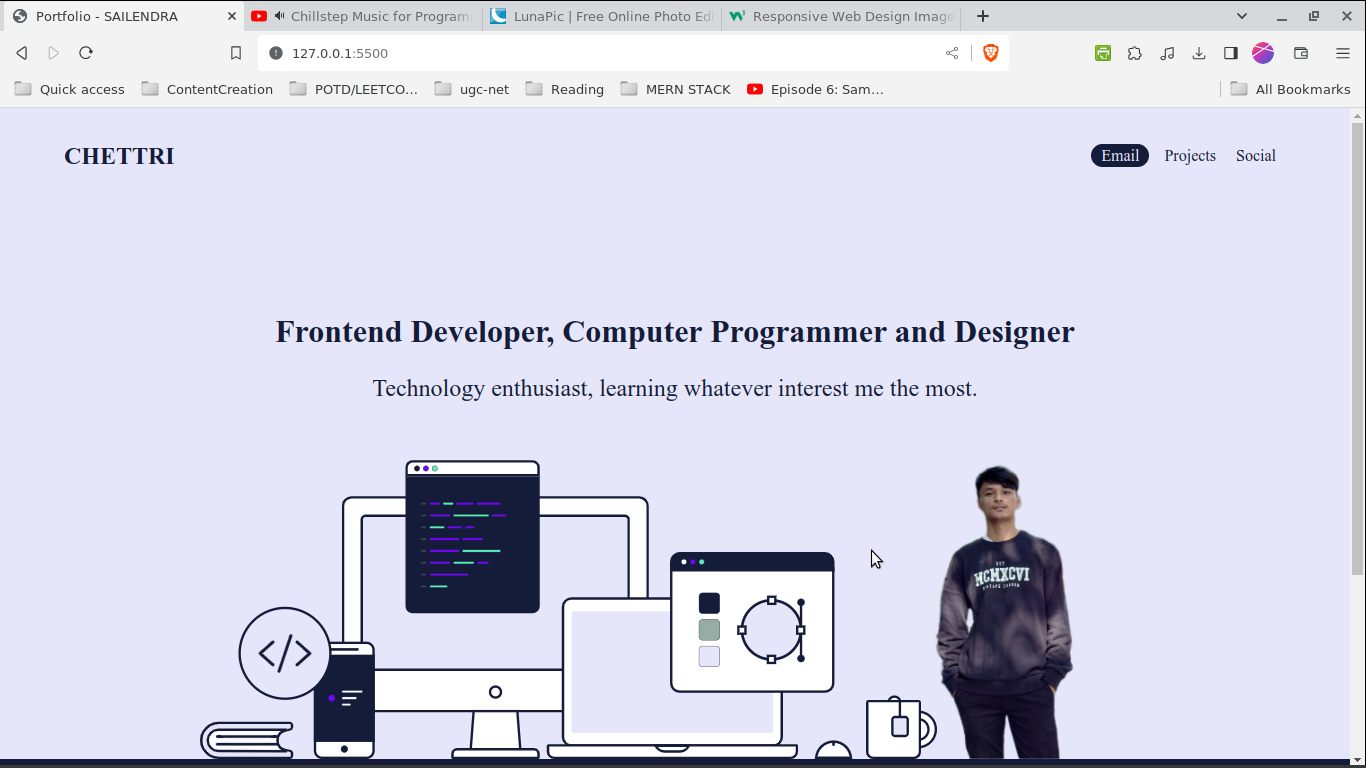 Portfolio - SAILENDRA
Chillstep Music for Programm
LunaPic | Free Online Photo Edi
Responsive Web Design Image
127.0.0.1:5500
Quick access
ContentCreation
POTD/LEETCO…
ugc-net
Reading
MERN STACK
Episode 6: Sam…
All Bookmarks
CHETTRI
Email
Projects
Social
Frontend Developer, Computer Programmer and Designer
Technology enthusiast, learning whatever interest me the most.
</>
EST
MCMXCVI